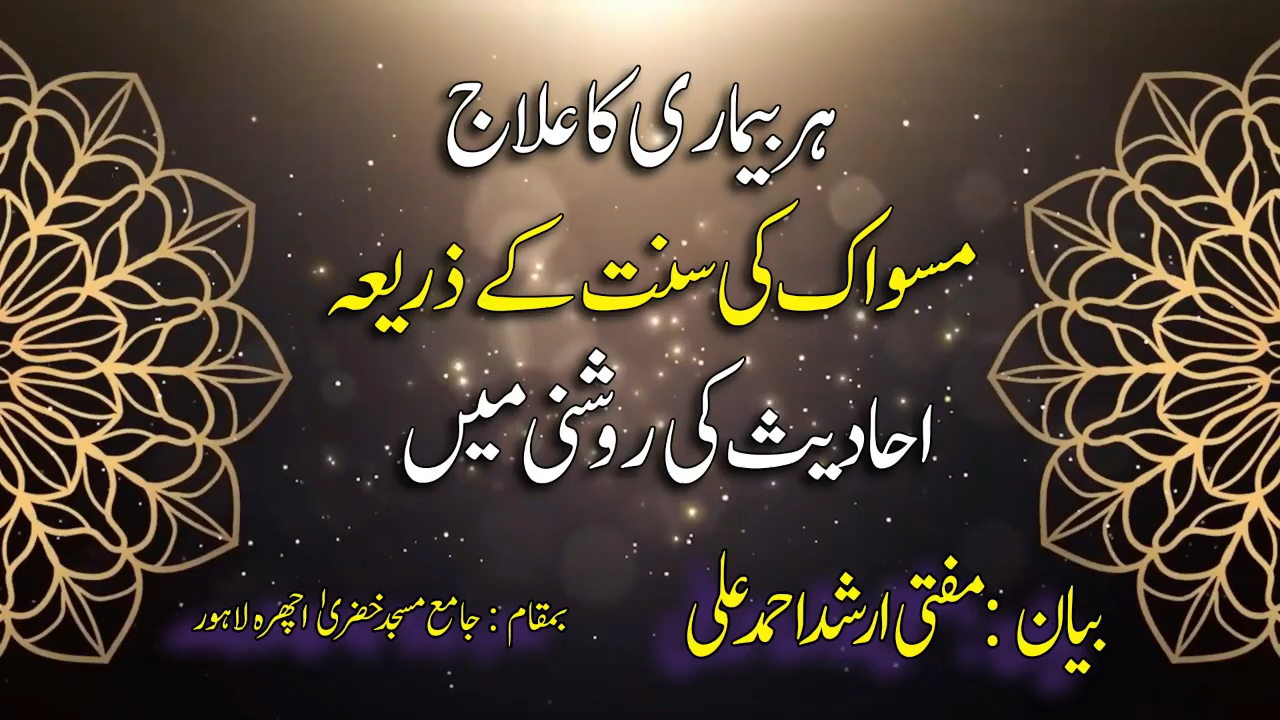 ہر بیماری کا علاج
مسواک کی سنت کے ذریعہ
احادیث کی روشنی میں
بیان : مفتی ارشد احمد علی
بمقام : جامع مسجد خضریٰ اچھرہ لاہور